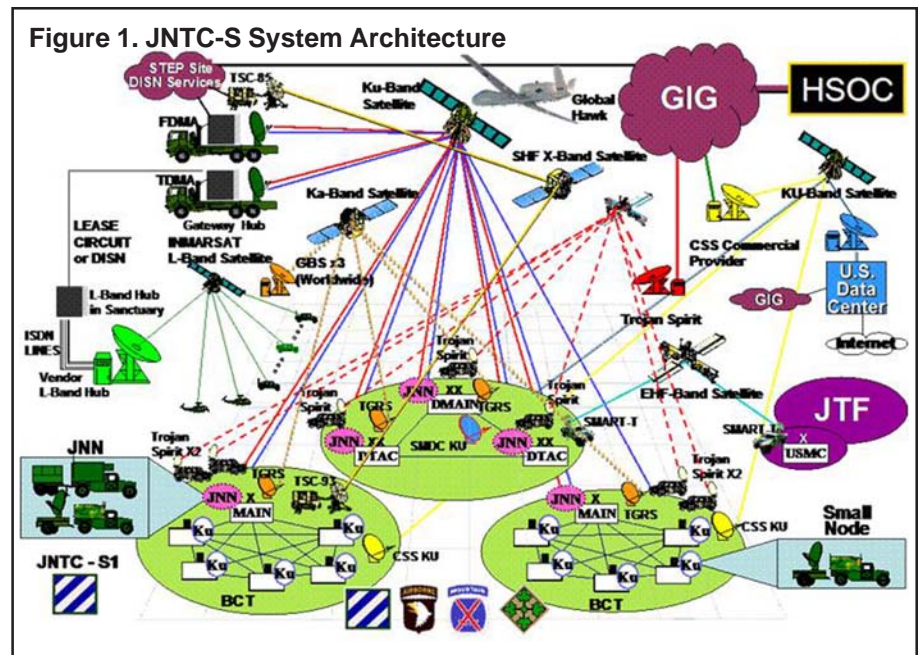 Figure 1. JNTC-S System Architecture
STEP Site
DISN Services
TSC-85
Ku-Band
Satellite
Global
Hawk
GIG
HSOC
FDMA
SHF X-Band Satellite
TDMA
Ka-Band Satellite
KU-Band Satellite
Gateway Hub
LEASE
CIRCUIT
or DISN
INMARSAT
L-Band Satellite
GBS x3
(Worldwide)
CSS Commercial
Provider
U.S.
Data
Center
GIG
Internet
L-Band Hub
in Sanctuary
ISDN
LINES
Vendor
L-Band Hub
Trojan Spirit
Trojan
Spirit
EHF-Band Satellite
JTF
JNN
XX
DMAIN
TGRS
Trojan
Spirit
TGRS
Trojan
Spirit
SMART-T
SMART-T
X
USMC
JNN
XX
DTAC
SMDC KU
JNN
XX
DTAC
JNN
Trojan
Spirit X2
TGRS
TSC-93
JNN
X
MAIN
Ku
Ku
Ku
Ku
Ku
BCT
CSS KU
JNN
X
MAIN
TGRS
Trojan
Spirit X2
Ku
Ku
Ku
Ku
Ku
BCT
CSS KU
Small
Node
JNTC - S1
AIRBORNE
MOUNTAIN